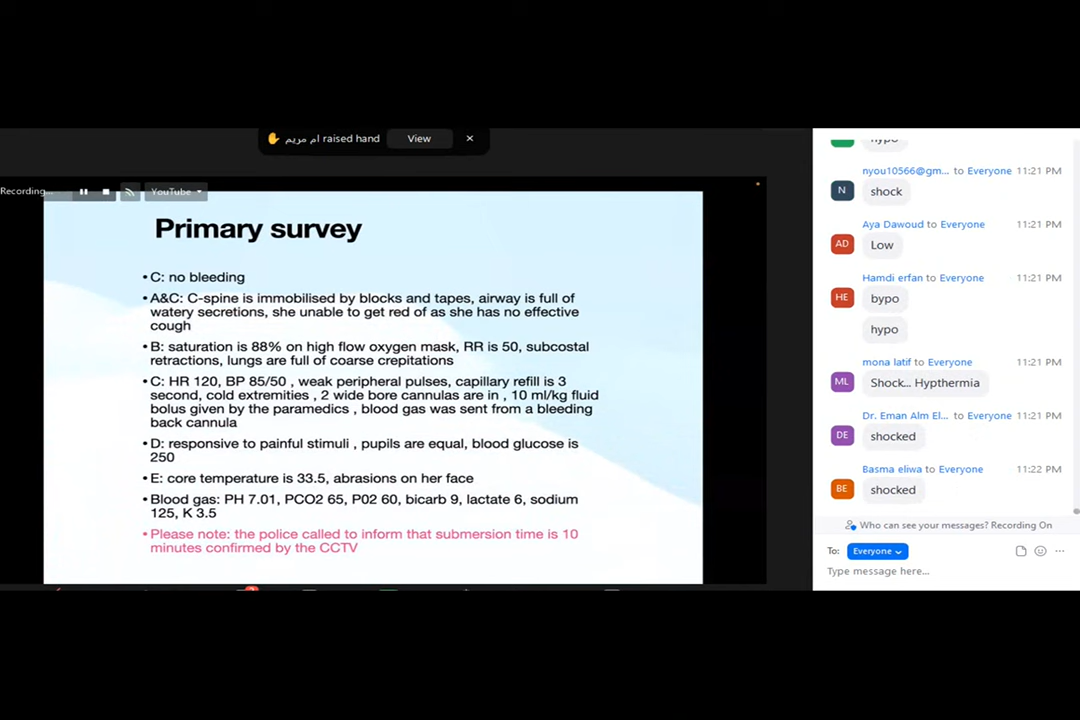 ام مريم raised hand
View
Recording...
YouTube
Primary survey
• C: no bleeding
• A&C: C-spine is immobilised by blocks and tapes, airway is full of
watery secretions, she unable to get red of as she has no effective
cough
• B: saturation is 88% on high flow oxygen mask, RR is 50, subcostal
retractions, lungs are full of coarse crepitations
• C: HR 120, BP 85/50 , weak peripheral pulses, capillary refill is 3
second, cold extremities , 2 wide bore cannulas are in , 10 ml/kg fluid
bolus given by the paramedics , blood gas was sent from a bleeding
back cannula
• D: responsive to painful stimuli , pupils are equal, blood glucose is
250
• E: core temperature is 33.5, abrasions on her face
• Blood gas: PH 7.01, PCO2 65, P02 60, bicarb 9, lactate 6, sodium
125, K 3.5
• Please note: the police called to inform that submersion time is 10
minutes confirmed by the CCTV
hypo
nyou10566@gm... to Everyone 11:21 PM
N
shock
Aya Dawoud to Everyone 11:21 PM
AD
Low
Hamdi erfan to Everyone 11:21 PM
HE
bypo
hypo
mona latif to Everyone 11:21 PM
ML
Shock... Hypthermia
Dr. Eman Alm El... to Everyone 11:21 PM
DE
shocked
Basma eliwa to Everyone 11:22 PM
BE
shocked
Who can see your messages? Recording On
To: Everyone
Type message here...